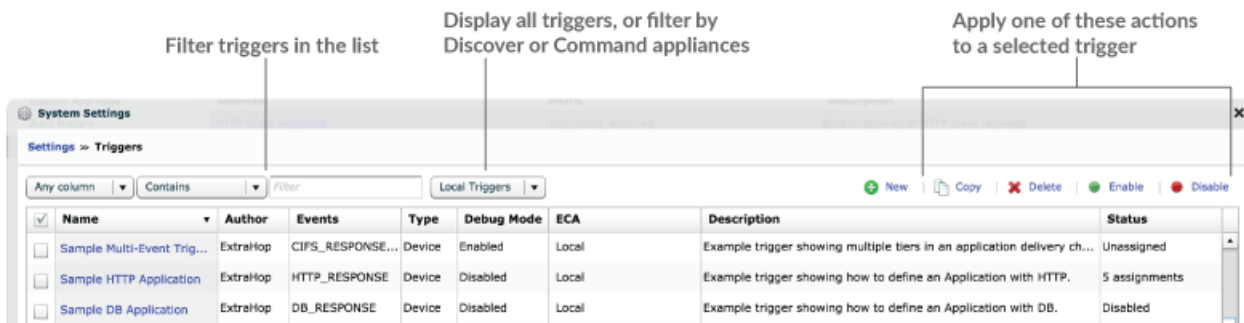 Display all triggers, or filter by
Discover or Command appliances
Apply one of these actions
to a selected trigger
Filter triggers in the list
System Settings
Settings » Triggers
Any column Contains Filter Local Triggers New Copy Delete Enable Disable
Name Author Events Type Debug Mode ECA Description Status
Sample Multi-Event Trig... ExtraHop CIFS_RESPONSE... Device Enabled Local Example trigger showing multiple tiers in an application delivery ch... Unassigned
Sample HTTP Application ExtraHop HTTP_RESPONSE Device Disabled Local Example trigger showing how to define an Application with HTTP. 5 assignments
Sample DB Application ExtraHop DB_RESPONSE Device Disabled Local Example trigger showing how to define an Application with DB. Disabled